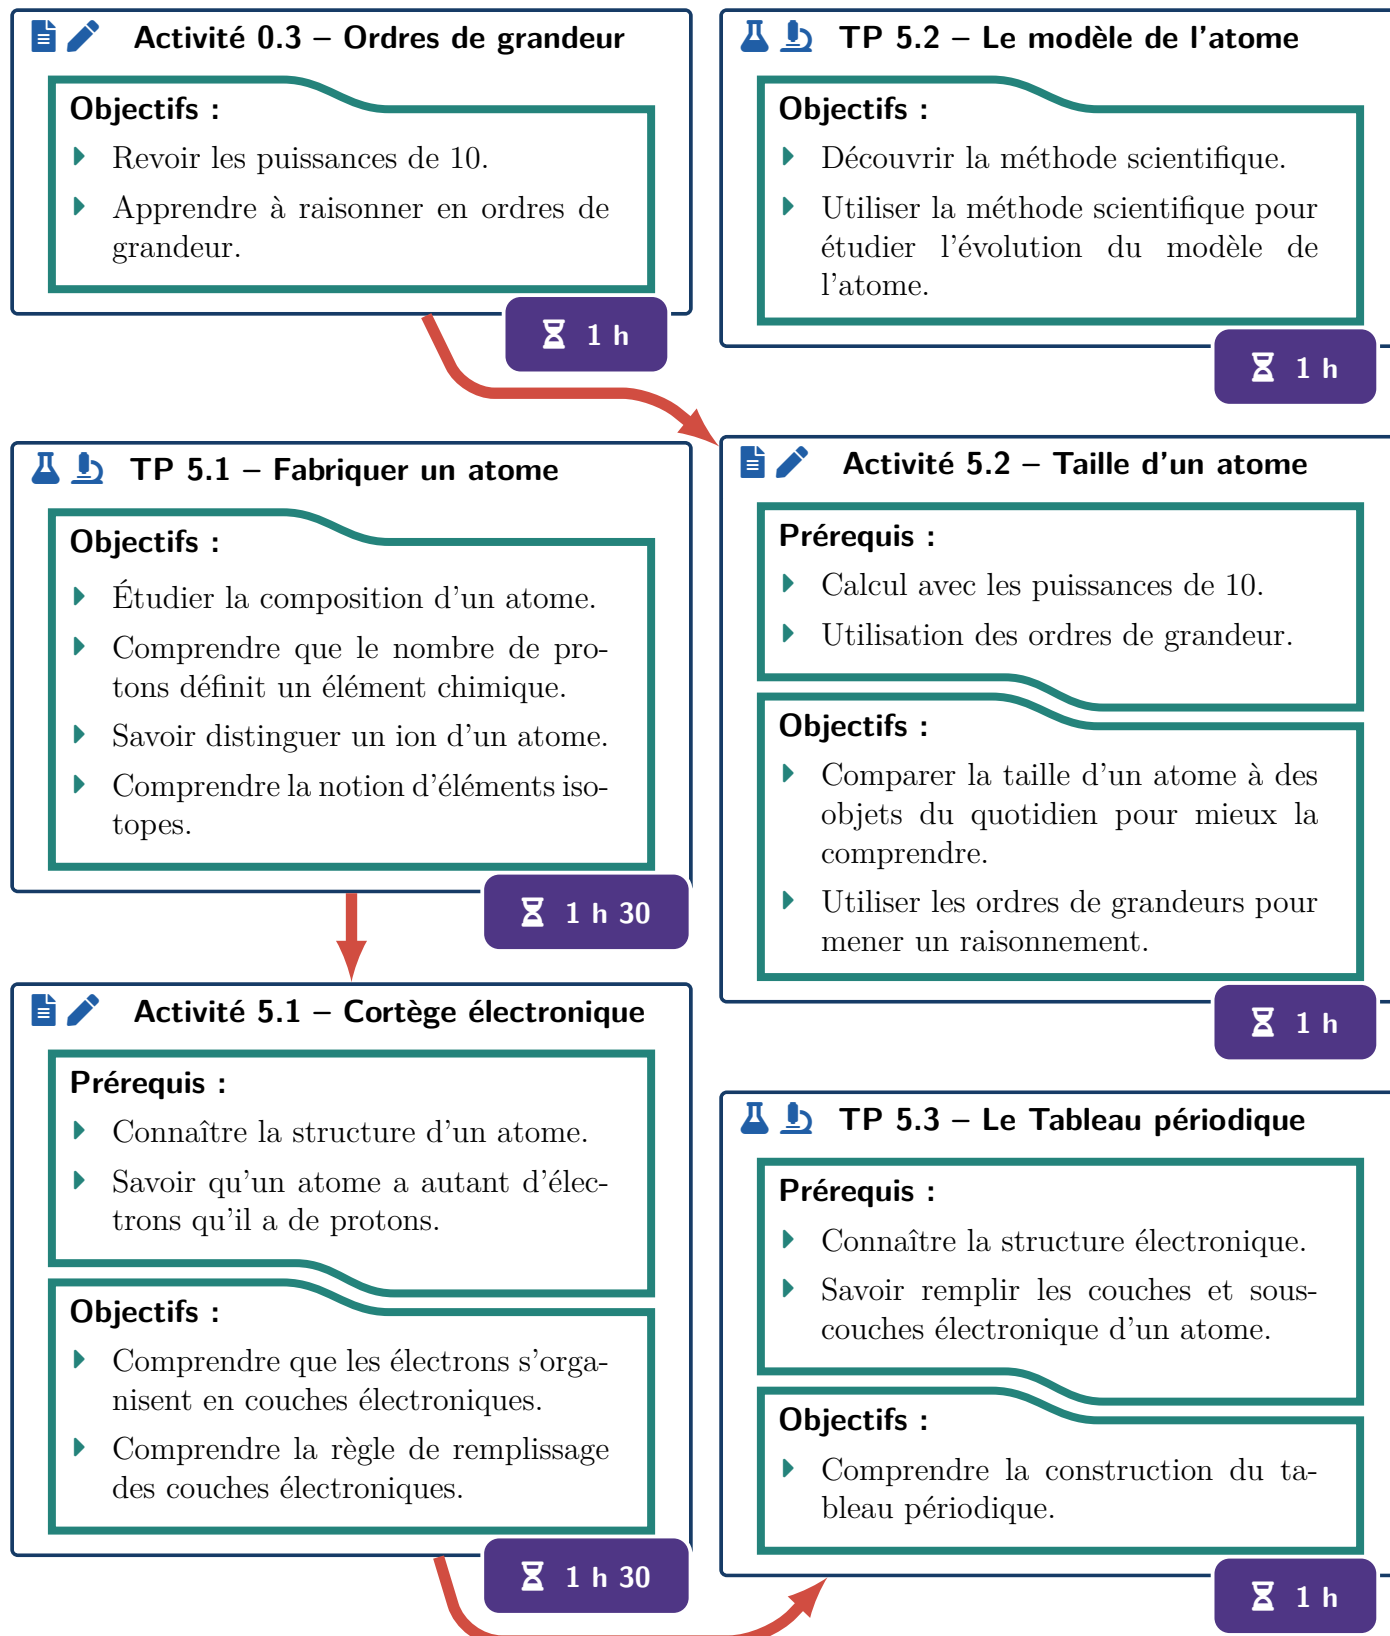 Activité 0.3 – Ordres de grandeur
Objectifs :
Revoir les puissances de 10.
Apprendre à raisonner en ordres de
grandeur.
1 h
TP 5.2 – Le modèle de l'atome
Objectifs :
Découvrir la méthode scientifique.
Utiliser la méthode scientifique pour
étudier l'évolution du modèle de
l'atome.
1 h
TP 5.1 – Fabriquer un atome
Objectifs :
Étudier la composition d'un atome.
Comprendre que le nombre de pro-
tons définit un élément chimique.
Savoir distinguer un ion d'un atome.
Comprendre la notion d'éléments iso-
topes.
1 h 30
Activité 5.2 – Taille d'un atome
Prérequis :
Calcul avec les puissances de 10.
Utilisation des ordres de grandeur.
Objectifs :
Comparer la taille d'un atome à des
objets du quotidien pour mieux la
comprendre.
Utiliser les ordres de grandeurs pour
mener un raisonnement.
1 h
Activité 5.1 – Cortège électronique
Prérequis :
Connaître la structure d'un atome.
Savoir qu'un atome a autant d'élec-
trons qu'il a de protons.
Objectifs :
Comprendre que les électrons s'orga-
nisent en couches électroniques.
Comprendre la règle de remplissage
des couches électroniques.
1 h 30
TP 5.3 – Le Tableau périodique
Prérequis :
Connaître la structure électronique.
Savoir remplir les couches et sous-
couches électronique d'un atome.
Objectifs :
Comprendre la construction du ta-
bleau périodique.
1 h